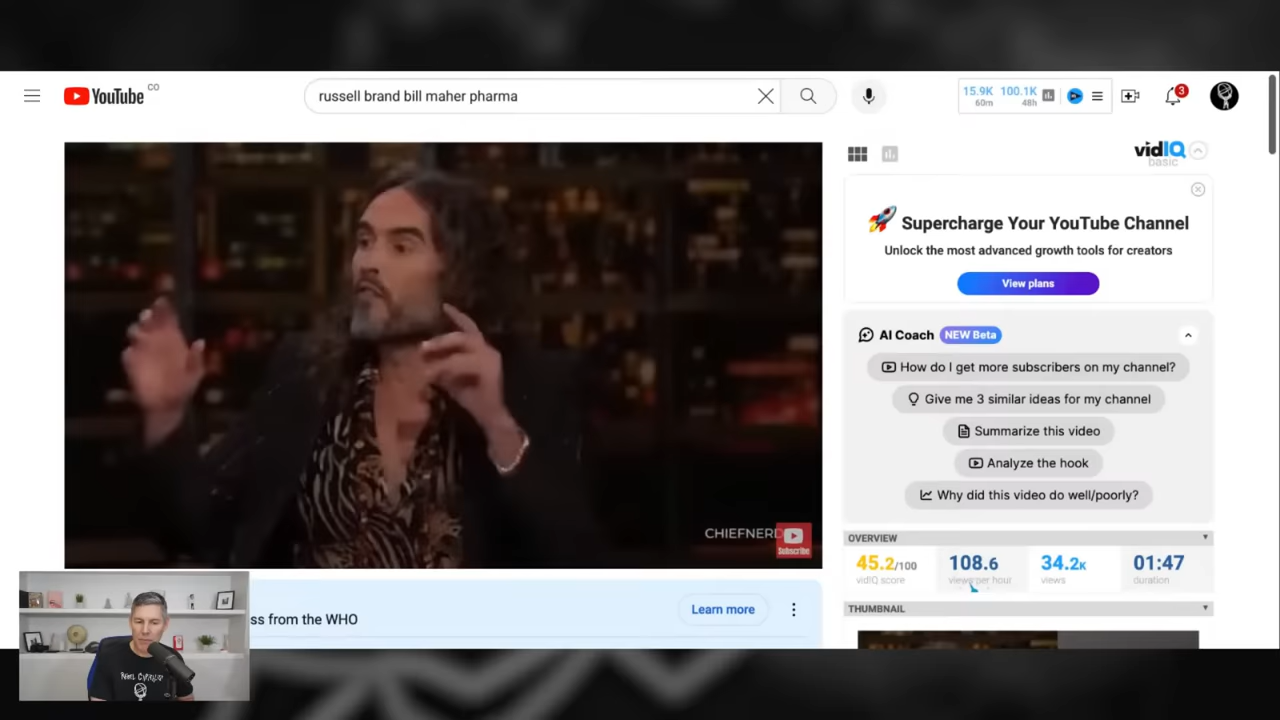 YouTube CO
russell brand bill maher pharma
15.9K 100.1K
60m 48h
3
vidIQ
basic
Supercharge Your YouTube Channel
Unlock the most advanced growth tools for creators
View plans
AI Coach NEW Beta
How do I get more subscribers on my channel?
Give me 3 similar ideas for my channel
Summarize this video
Analyze the hook
Why did this video do well/poorly?
CHIEFNERD
Subscribe
OVERVIEW
45.2/100 108.6 34.2K 01:47
vidIQ score views per hour views duration
THUMBNAIL
ss from the WHO
Learn more
REBEL